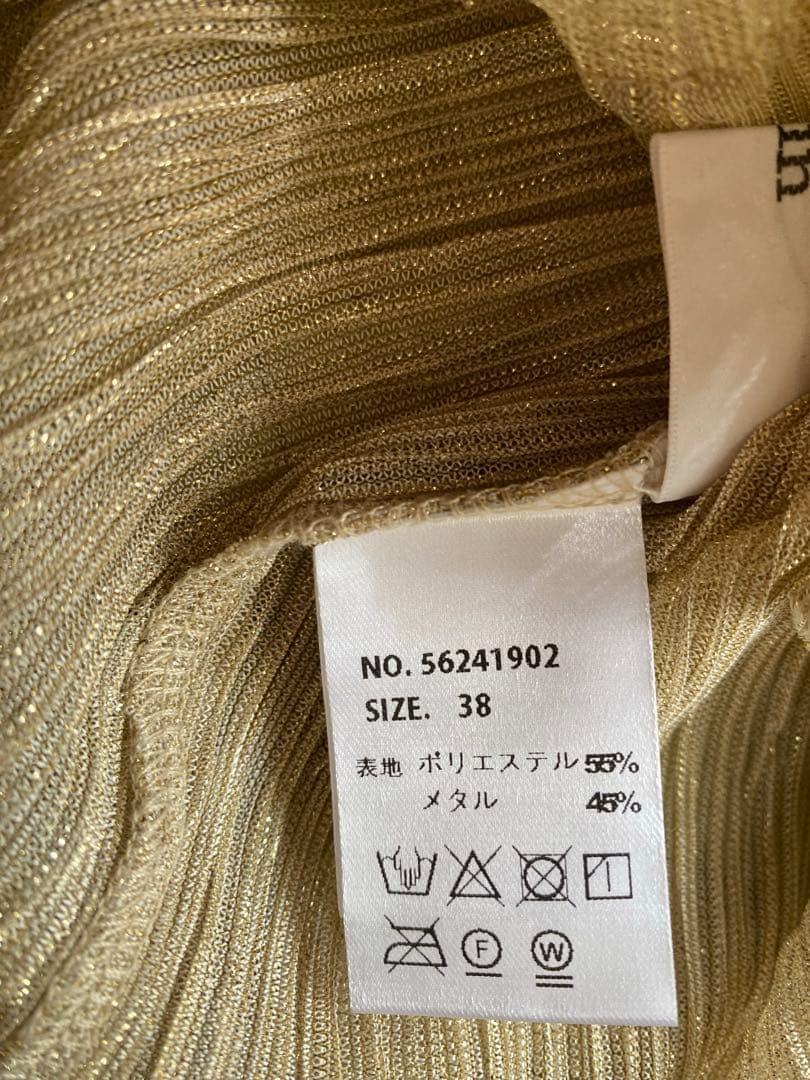 NO. 56241902
SIZE. 38
表地 ポリエステル 55%
メタル 45%
F W